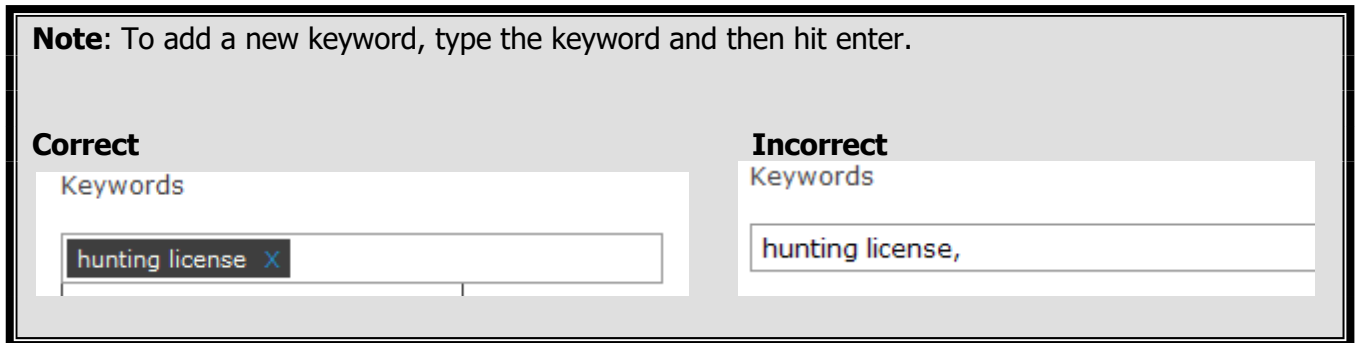 Note: To add a new keyword, type the keyword and then hit enter.
Correct
Incorrect
Keywords
Keywords
hunting license X
hunting license,